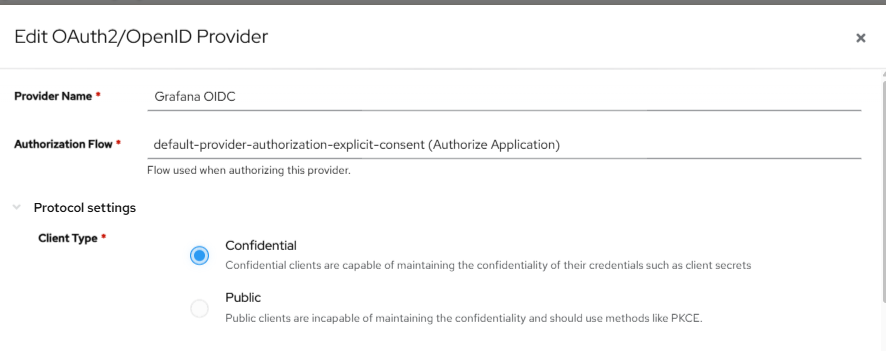 Edit OAuth2/OpenID Provider
Provider Name *
Grafana OIDC
Authorization Flow *
default-provider-authorization-explicit-consent (Authorize Application)
Flow used when authorizing this provider.
Protocol settings
Client Type *
Confidential
Confidential clients are capable of maintaining the confidentiality of their credentials such as client secrets
Public
Public clients are incapable of maintaining the confidentiality and should use methods like PKCE.